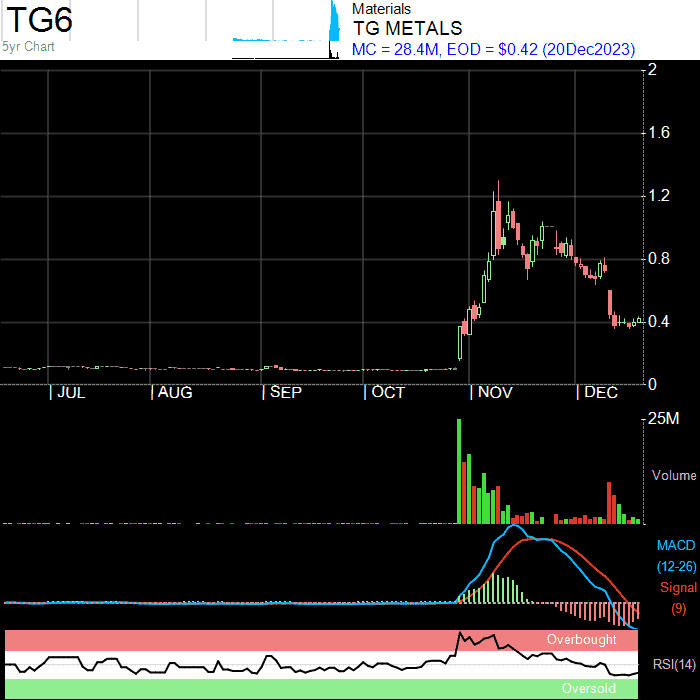 TG6
5yr Chart
Materials
TG METALS
MC = 28.4M, EOD = $0.42 (20Dec2023)
2
1.6
1.2
0.8
0.4
0
| JUL | AUG | SEP | OCT | NOV | DEC
25M
Volume
MACD
(12-26)
Signal
(9)
Overbought
RSI(14)
Oversold